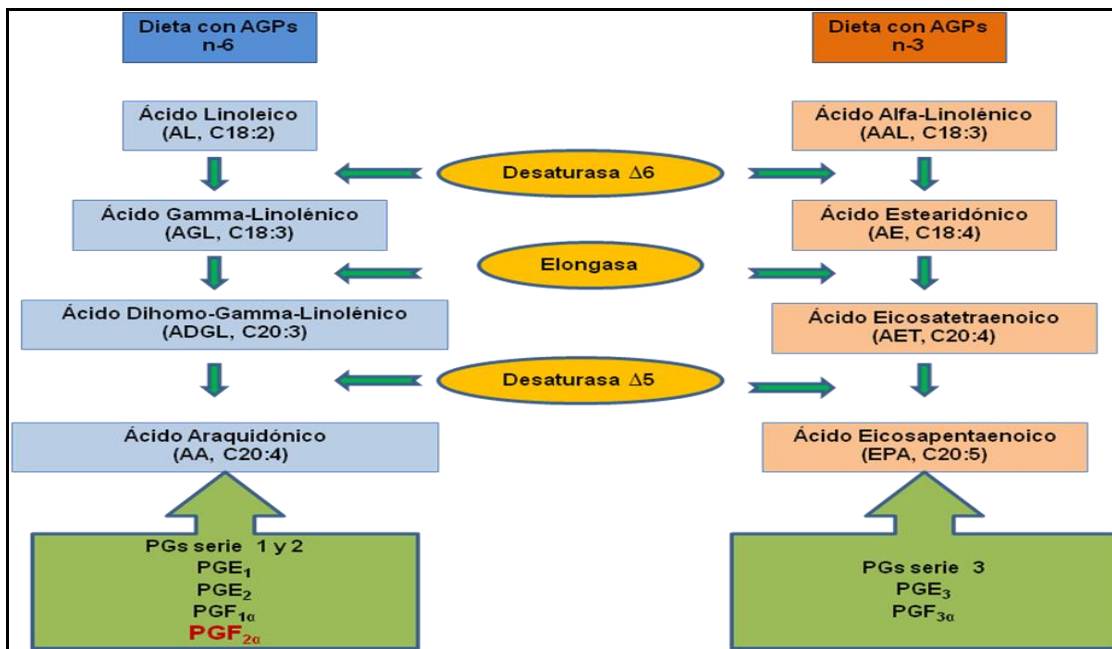 Dieta con AGPs
n-6
Dieta con AGPs
n-3
Ácido Linoleico
(AL, C18:2)
Ácido Alfa-Linolénico
(AAL, C18:3)
Desaturasa Δ6
Ácido Gamma-Linolénico
(AGL, C18:3)
Ácido Estearidónico
(AE, C18:4)
Elongasa
Ácido Dihomo-Gamma-Linolénico
(ADGL, C20:3)
Ácido Eicosatetraenoico
(AET, C20:4)
Desaturasa Δ5
Ácido Araquidónico
(AA, C20:4)
Ácido Eicosapentaenoico
(EPA, C20:5)
PGs serie 1 y 2
PGE₁
PGE₂
PGF₁α
PGF₂α
PGs serie 3
PGE₃
PGF₃α